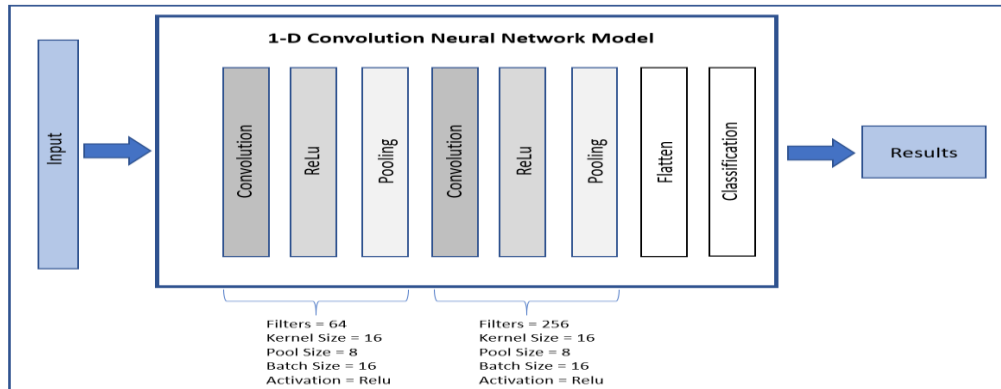 1-D Convolution Neural Network Model
Input
Convolution
ReLu
Pooling
Convolution
ReLu
Pooling
Flatten
Classification
Results
Filters = 64
Kernel Size = 16
Pool Size = 8
Batch Size = 16
Activation = Relu
Filters = 256
Kernel Size = 16
Pool Size = 8
Batch Size = 16
Activation = Relu